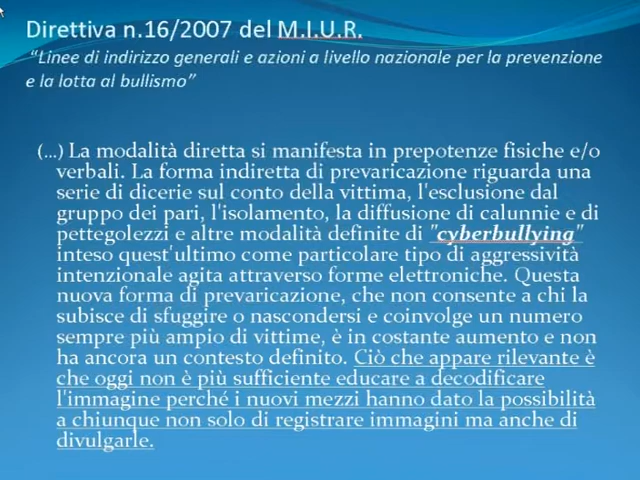 Direttiva n.16/2007 del M.I.U.R.
“Linee di indirizzo generali e azioni a livello nazionale per la prevenzione
e la lotta al bullismo”
(…) La modalità diretta si manifesta in prepotenze fisiche e/o
verbali. La forma indiretta di prevaricazione riguarda una
serie di dicerie sul conto della vittima, l'esclusione dal
gruppo dei pari, l'isolamento, la diffusione di calunnie e di
pettegolezzi e altre modalità definite di "cyberbullying"
inteso quest'ultimo come particolare tipo di aggressività
intenzionale agita attraverso forme elettroniche. Questa
nuova forma di prevaricazione, che non consente a chi la
subisce di sfuggire o nascondersi e coinvolge un numero
sempre più ampio di vittime, è in costante aumento e non
ha ancora un contesto definito. Ciò che appare rilevante è
che oggi non è più sufficiente educare a decodificare
l'immagine perché i nuovi mezzi hanno dato la possibilità
a chiunque non solo di registrare immagini ma anche di
divulgarle.